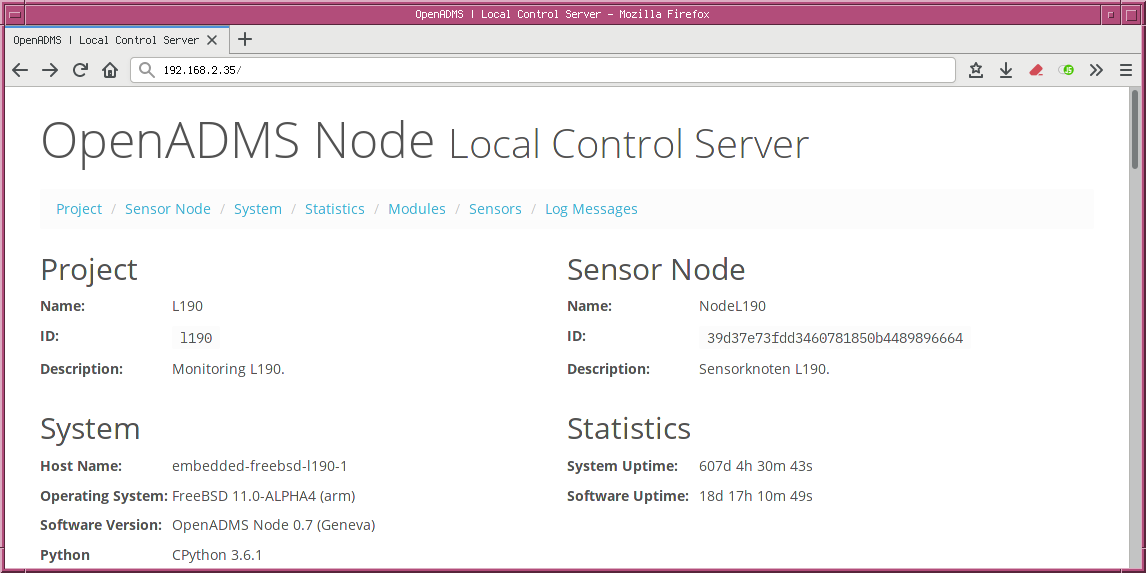 OpenADMS | Local Control Server - Mozilla Firefox
OpenADMS | Local Control Server
192.168.2.35/
JS
OpenADMS Node Local Control Server
Project / Sensor Node / System / Statistics / Modules / Sensors / Log Messages
Project
Name: L190
ID: l190
Description: Monitoring L190.
Sensor Node
Name: NodeL190
ID: 39d37e73fdd3460781850b4489896664
Description: Sensorknoten L190.
System
Host Name: embedded-freebsd-l190-1
Operating System: FreeBSD 11.0-ALPHA4 (arm)
Software Version: OpenADMS Node 0.7 (Geneva)
Python CPython 3.6.1
Statistics
System Uptime: 607d 4h 30m 43s
Software Uptime: 18d 17h 10m 49s